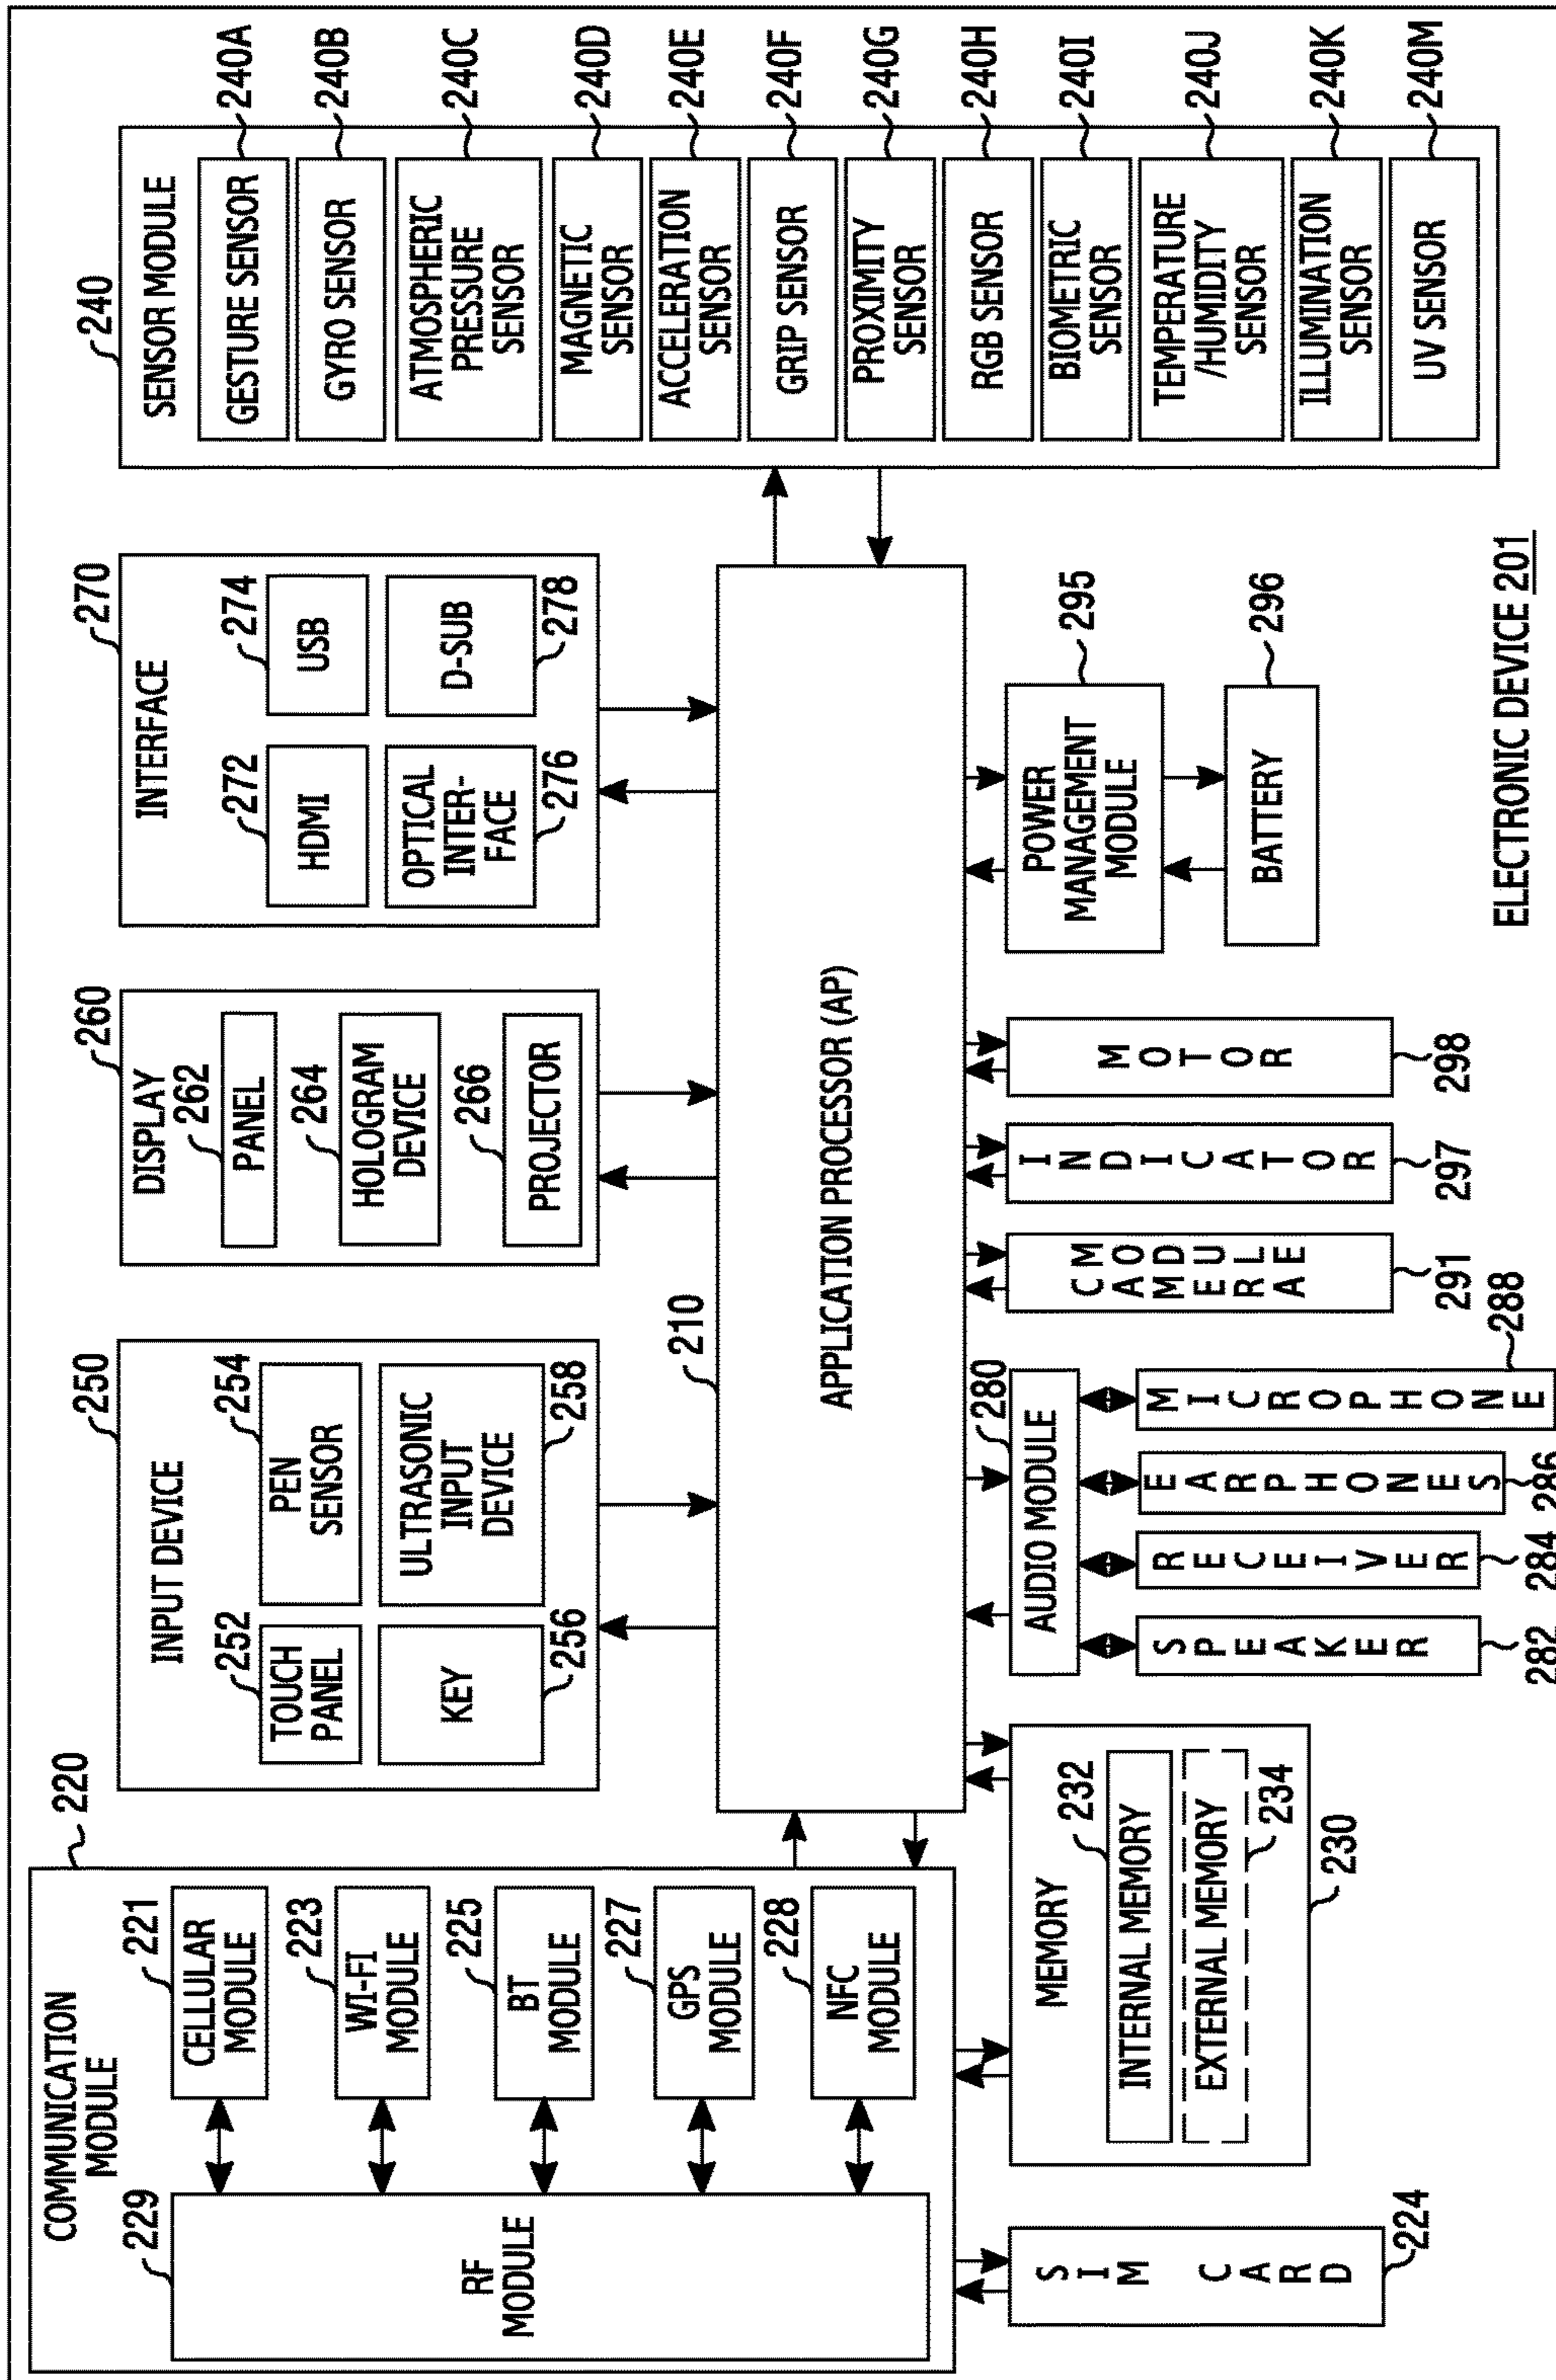 COMMUNICATION
MODULE
220
229
RF
MODULE
221
CELLULAR
MODULE
223
WI-FI
MODULE
225
BT
MODULE
227
GPS
MODULE
228
NFC
MODULE
250
INPUT DEVICE
252
TOUCH
PANEL
254
PEN
SENSOR
KEY
256
ULTRASONIC
INPUT
DEVICE
258
260
DISPLAY
262
PANEL
264
HOLOGRAM
DEVICE
266
PROJECTOR
270
INTERFACE
272
HDMI
274
USB
OPTICAL
INTER-
FACE
276
D-SUB
278
240
SENSOR MODULE
GESTURE SENSOR
240A
GYRO SENSOR
240B
ATMOSPHERIC
PRESSURE
SENSOR
240C
MAGNETIC
SENSOR
240D
ACCELERATION
SENSOR
240E
GRIP SENSOR
240F
PROXIMITY
SENSOR
240G
RGB SENSOR
240H
BIOMETRIC
SENSOR
240I
TEMPERATURE
/HUMIDITY
SENSOR
240J
ILLUMINATION
SENSOR
240K
UV SENSOR
240M
210
APPLICATION PROCESSOR (AP)
SIM CARD
224
MEMORY
232
INTERNAL MEMORY
EXTERNAL MEMORY
234
230
280
AUDIO MODULE
SPEAKER
282
RECEIVER
284
EARPHONES
286
MICROPHONE
288
CAMERA
MODULE
291
INDICATOR
297
MOTOR
298
POWER
MANAGEMENT
MODULE
295
BATTERY
296
ELECTRONIC DEVICE 201